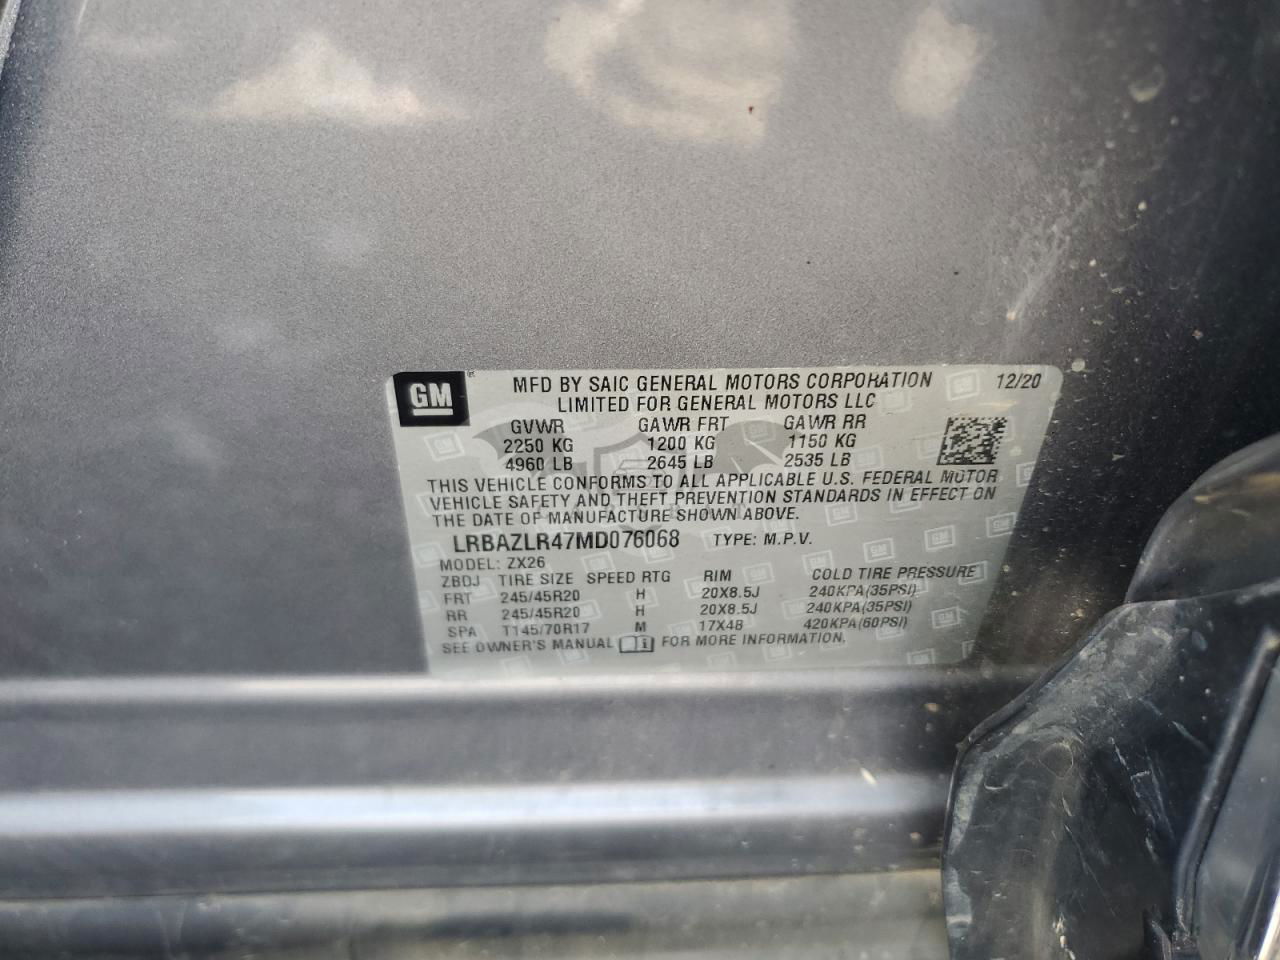 GM
MFD BY SAIC GENERAL MOTORS CORPORATION 12/20
LIMITED FOR GENERAL MOTORS LLC
GVWR GAWR FRT GAWR RR
2250 KG 1200 KG 1150 KG
4960 LB 2645 LB 2535 LB
THIS VEHICLE CONFORMS TO ALL APPLICABLE U.S. FEDERAL MOTOR
VEHICLE SAFETY AND THEFT PREVENTION STANDARDS IN EFFECT ON
THE DATE OF MANUFACTURE SHOWN ABOVE.
LRBAZLR47MD076068 TYPE: M.P.V.
MODEL: ZX26
ZBDJ TIRE SIZE SPEED RTG RIM COLD TIRE PRESSURE
FRT 245/45R20 H 20X8.5J 240KPA(35PSI)
RR 245/45R20 H 20X8.5J 240KPA(35PSI)
SPA T145/70R17 M 17X4B 420KPA(60PSI)
SEE OWNER'S MANUAL FOR MORE INFORMATION.